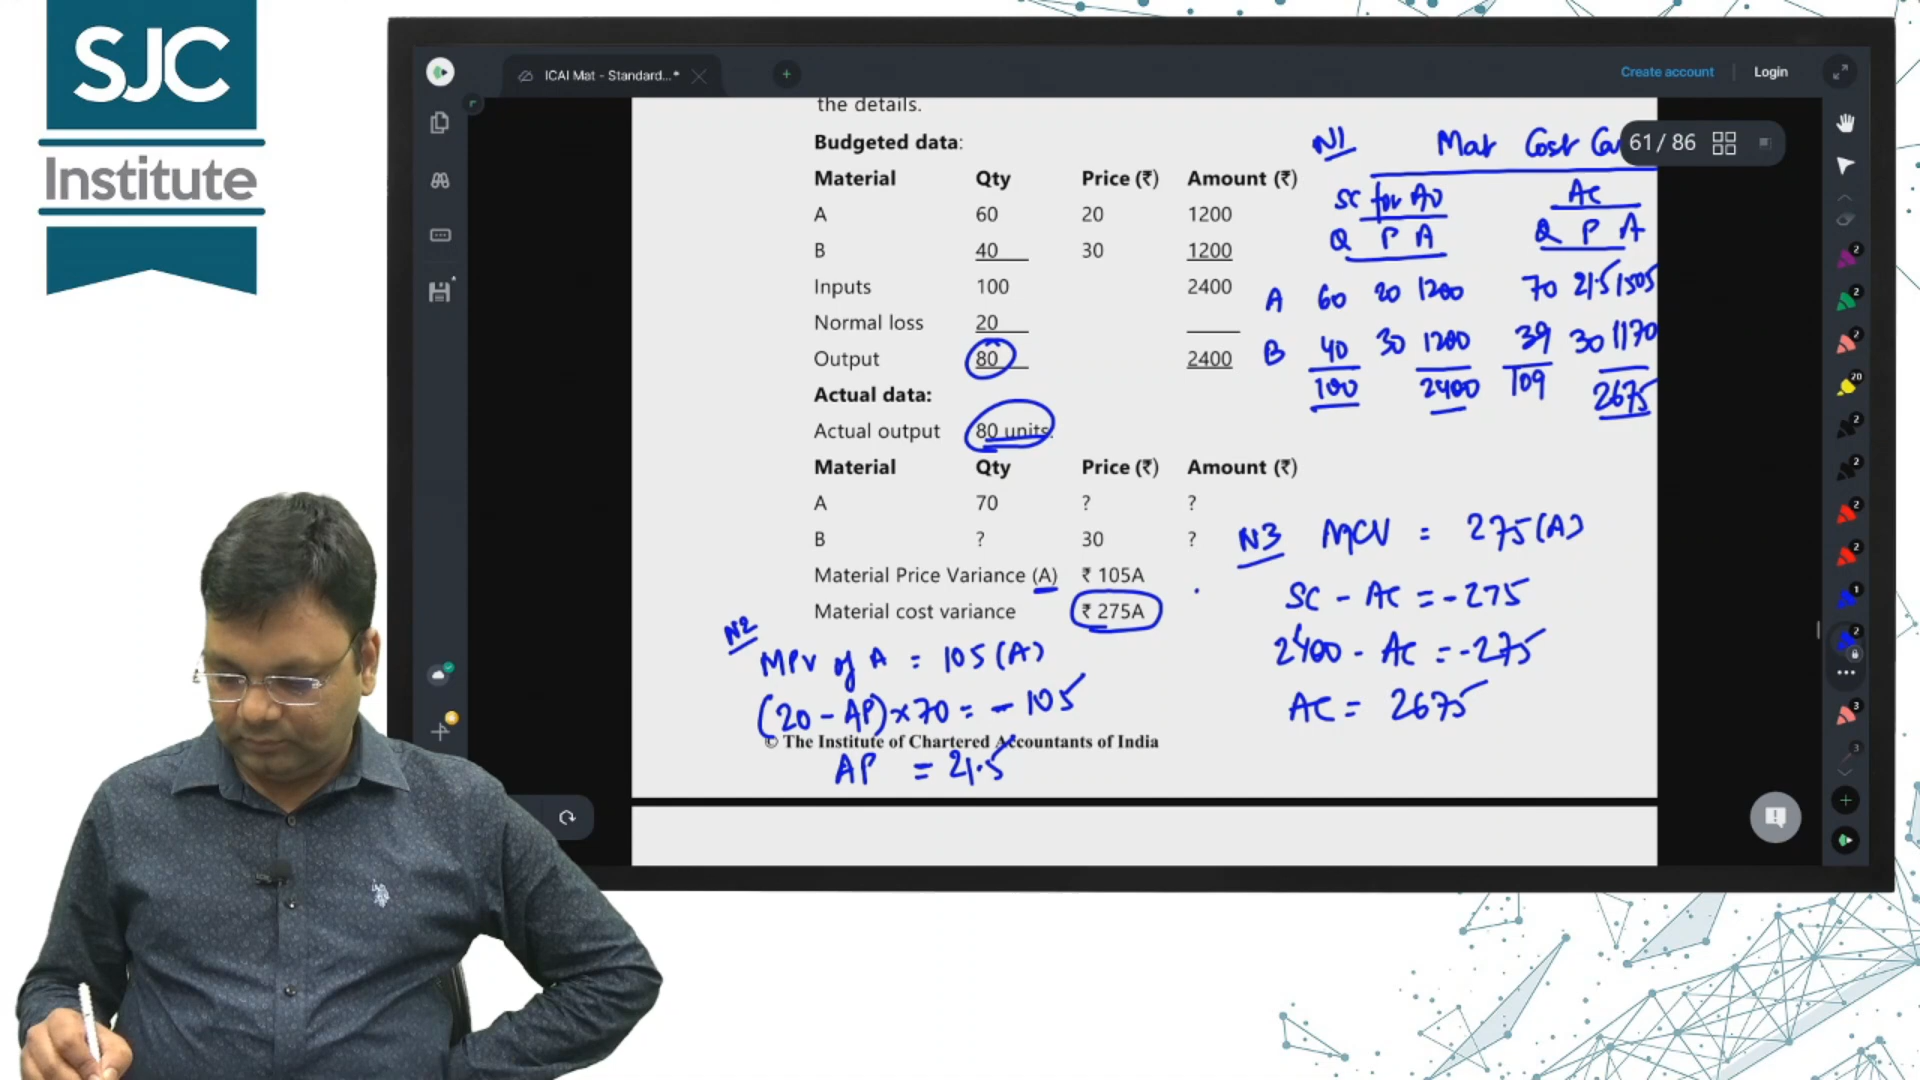 SJC
Institute
ICAI Mat - Standard...*
Create account
Login
61 / 86
the details.
Budgeted data:
Material Qty Price (₹) Amount (₹)
A 60 20 1200
B 40 30 1200
Inputs 100 2400
Normal loss 20
Output 80 2400
Actual data:
Actual output 80 units.
Material Qty Price (₹) Amount (₹)
A 70 ? ?
B ? 30 ?
Material Price Variance (A) ₹ 105A
Material cost variance ₹ 275A
© The Institute of Chartered Accountants of India
N1 Mat Cost
SC for AO AC
Q P A Q P A
A 60 20 1200 70 21.5 1505
B 40 30 1200 39 30 1170
100 2400 109 2675
N2
MPV of A = 105 (A)
(20 - AP) × 70 = - 105
AP = 21.5
N3 MCV = 275 (A)
SC - AC = - 275
2400 - AC = - 275
AC = 2675